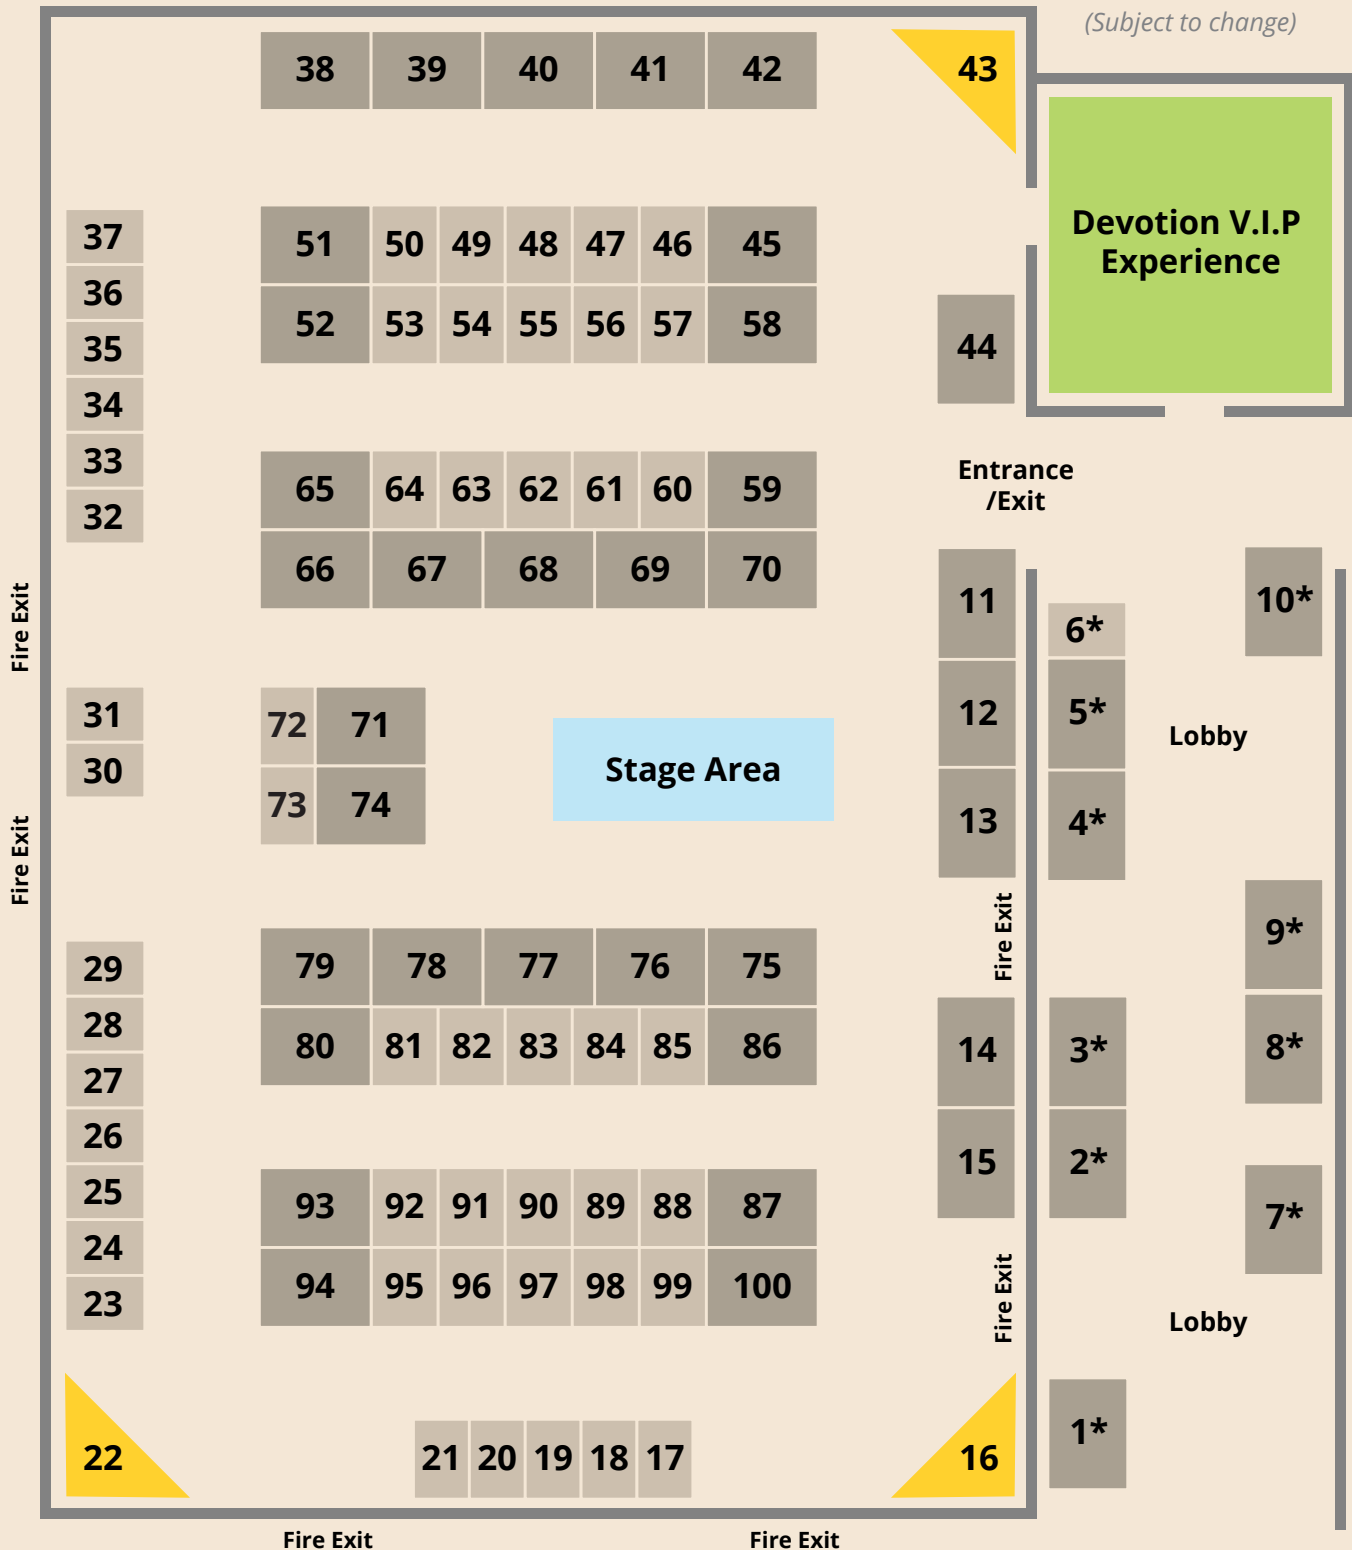 (Subject to change)
38 39 40 41 42
43
Devotion V.I.P
Experience
37
36
35
34
33
32
51 50 49 48 47 46 45
52 53 54 55 56 57 58
44
Entrance
/Exit
65 64 63 62 61 60 59
66 67 68 69 70
Fire Exit
Fire Exit
31
30
72 71
73 74
Stage Area
11
12
13
6*
5*
4*
10*
Lobby
Fire Exit
9*
8*
7*
29
28
27
26
25
24
23
79 78 77 76 75
80 81 82 83 84 85 86
14
15
3*
2*
93 92 91 90 89 88 87
94 95 96 97 98 99 100
Fire Exit
Lobby
22
21 20 19 18 17
16
1*
Fire Exit
Fire Exit